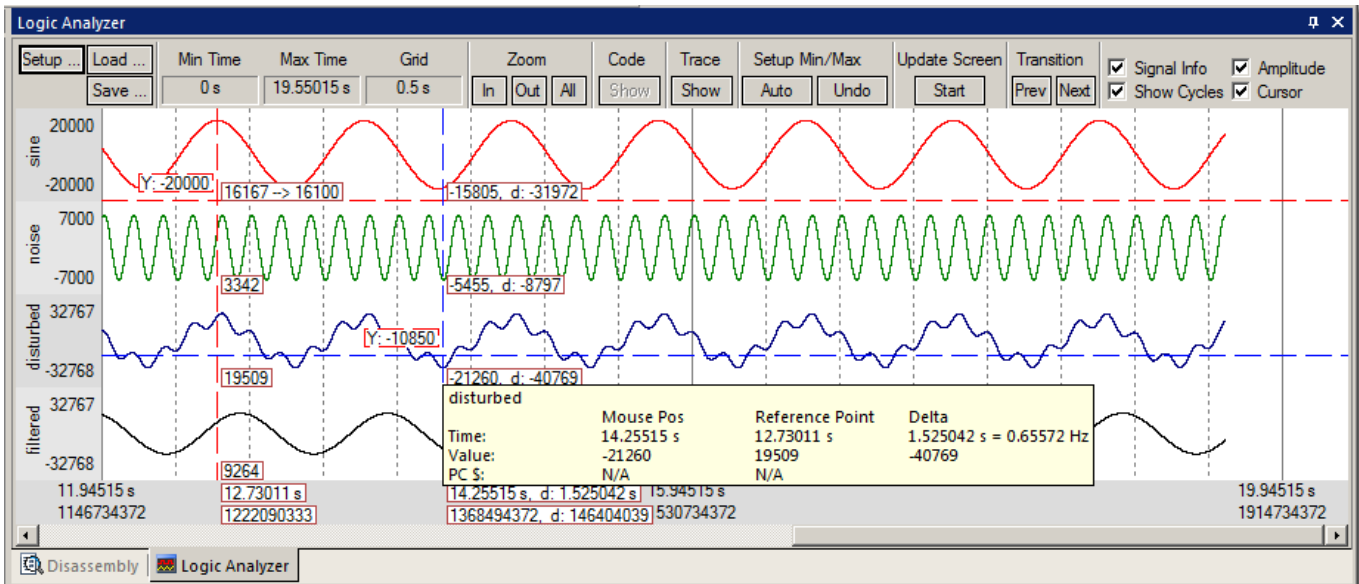 Logic Analyzer
Setup ... Load ... Min Time Max Time Grid Zoom Code Trace Setup Min/Max Update Screen Transition Signal Info Amplitude
Save ... 0 s 19.55015 s 0.5 s In Out All Show Show Auto Undo Start Prev Next Show Cycles Cursor
sine
20000
-20000
Y: -20000
16167 --> 16100
-15805, d: -31972
noise
7000
-7000
3342
-5455, d: -8797
disturbed
32767
-32768
Y: -10850
19509
-21260, d: -40769
filtered
32767
-32768
9264
disturbed
Mouse Pos Reference Point Delta
Time: 14.25515 s 12.73011 s 1.525042 s = 0.65572 Hz
Value: -21260 19509 -40769
PC $: N/A N/A
11.94515 s 12.73011 s 14.25515 s, d: 1.525042 s 15.94515 s 19.94515 s
1146734372 1222090333 1368494372, d: 146404039 530734372 1914734372
Disassembly Logic Analyzer